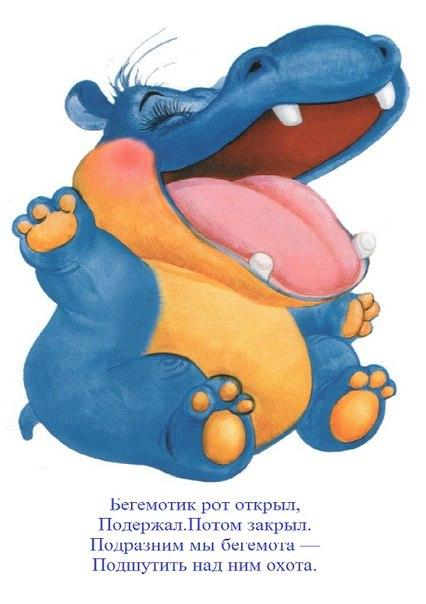 Бегемотик рот открыл,
Подержал.Потом закрыл.
Подразним мы бегемота —
Подшутить над ним охота.